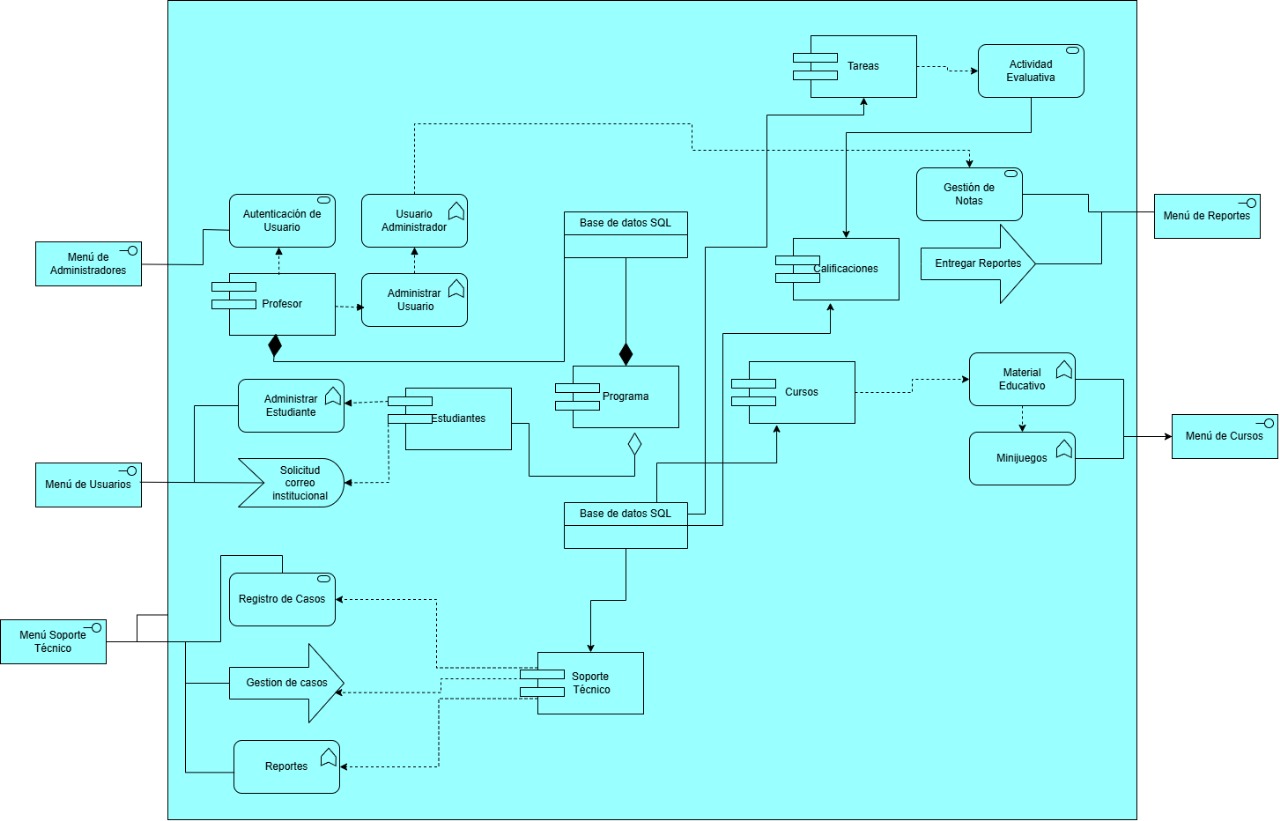 Tareas
Actividad
Evaluativa
Autenticación de
Usuario
Usuario
Administrador
Base de datos SQL
Gestión de
Notas
Menú de Reportes
Menú de
Administradores
Profesor
Administrar
Usuario
Calificaciones
Entregar Reportes
Administrar
Estudiante
Estudiantes
Programa
Cursos
Material
Educativo
Menú de Cursos
Minijuegos
Menú de Usuarios
Solicitud
correo
institucional
Base de datos SQL
Registro de Casos
Menú Soporte
Técnico
Gestion de casos
Soporte
Tècnico
Reportes